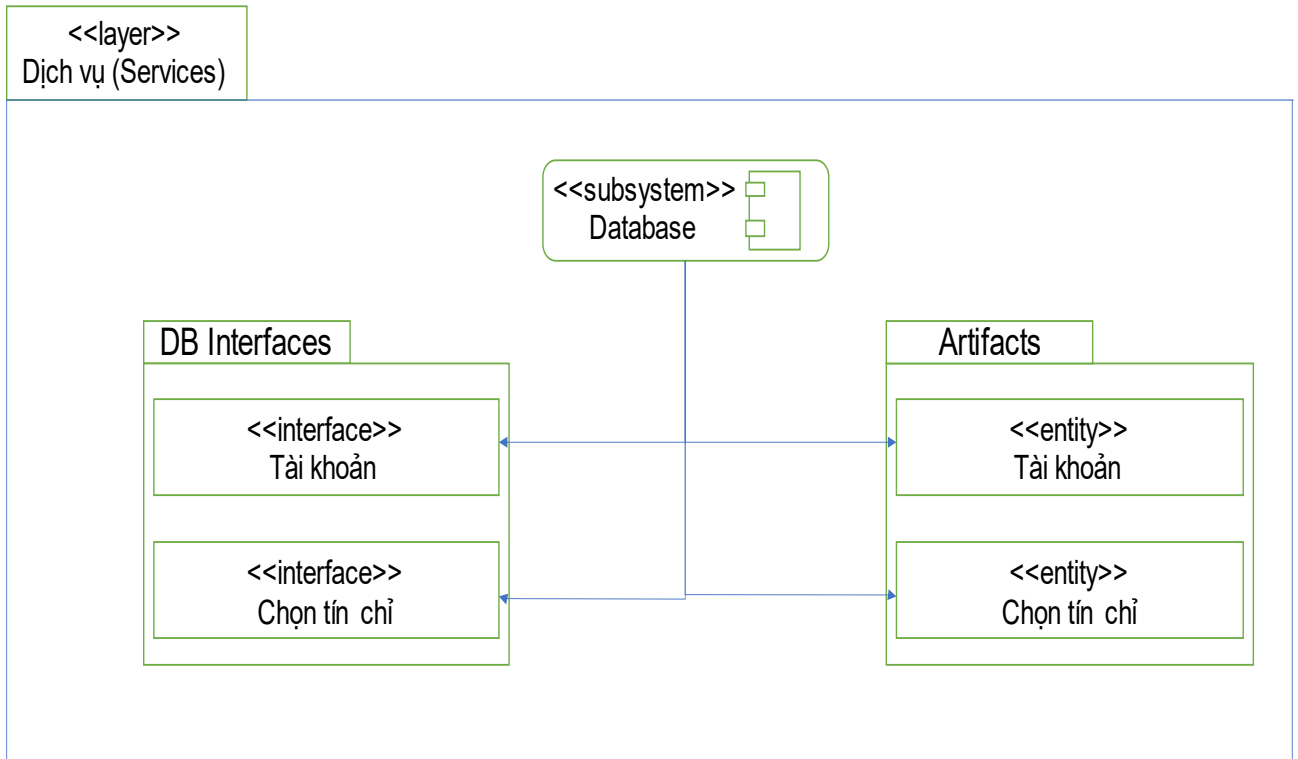 <<layer>>
Dịch vụ (Services)
<<subsystem>>
Database
DB Interfaces
<<interface>>
Tài khoản
<<interface>>
Chọn tín chỉ
Artifacts
<<entity>>
Tài khoản
<<entity>>
Chọn tín chỉ